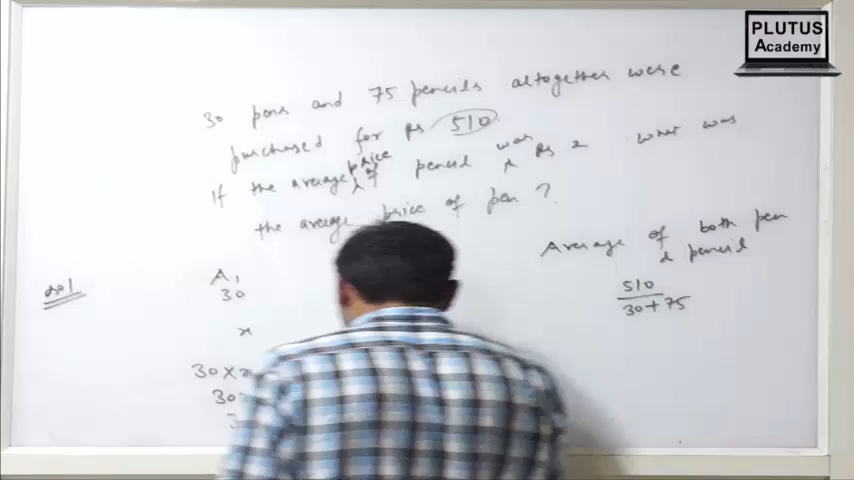 PLUTUS
Academy
30 pens and 75 pencils altogether were
purchased for Rs 510
If the average price of pencil was Rs 2 what was
the average price of pen ?
Average of both pen
& pencil
510
30+75
sol
A1
30
x
30×x
30
3